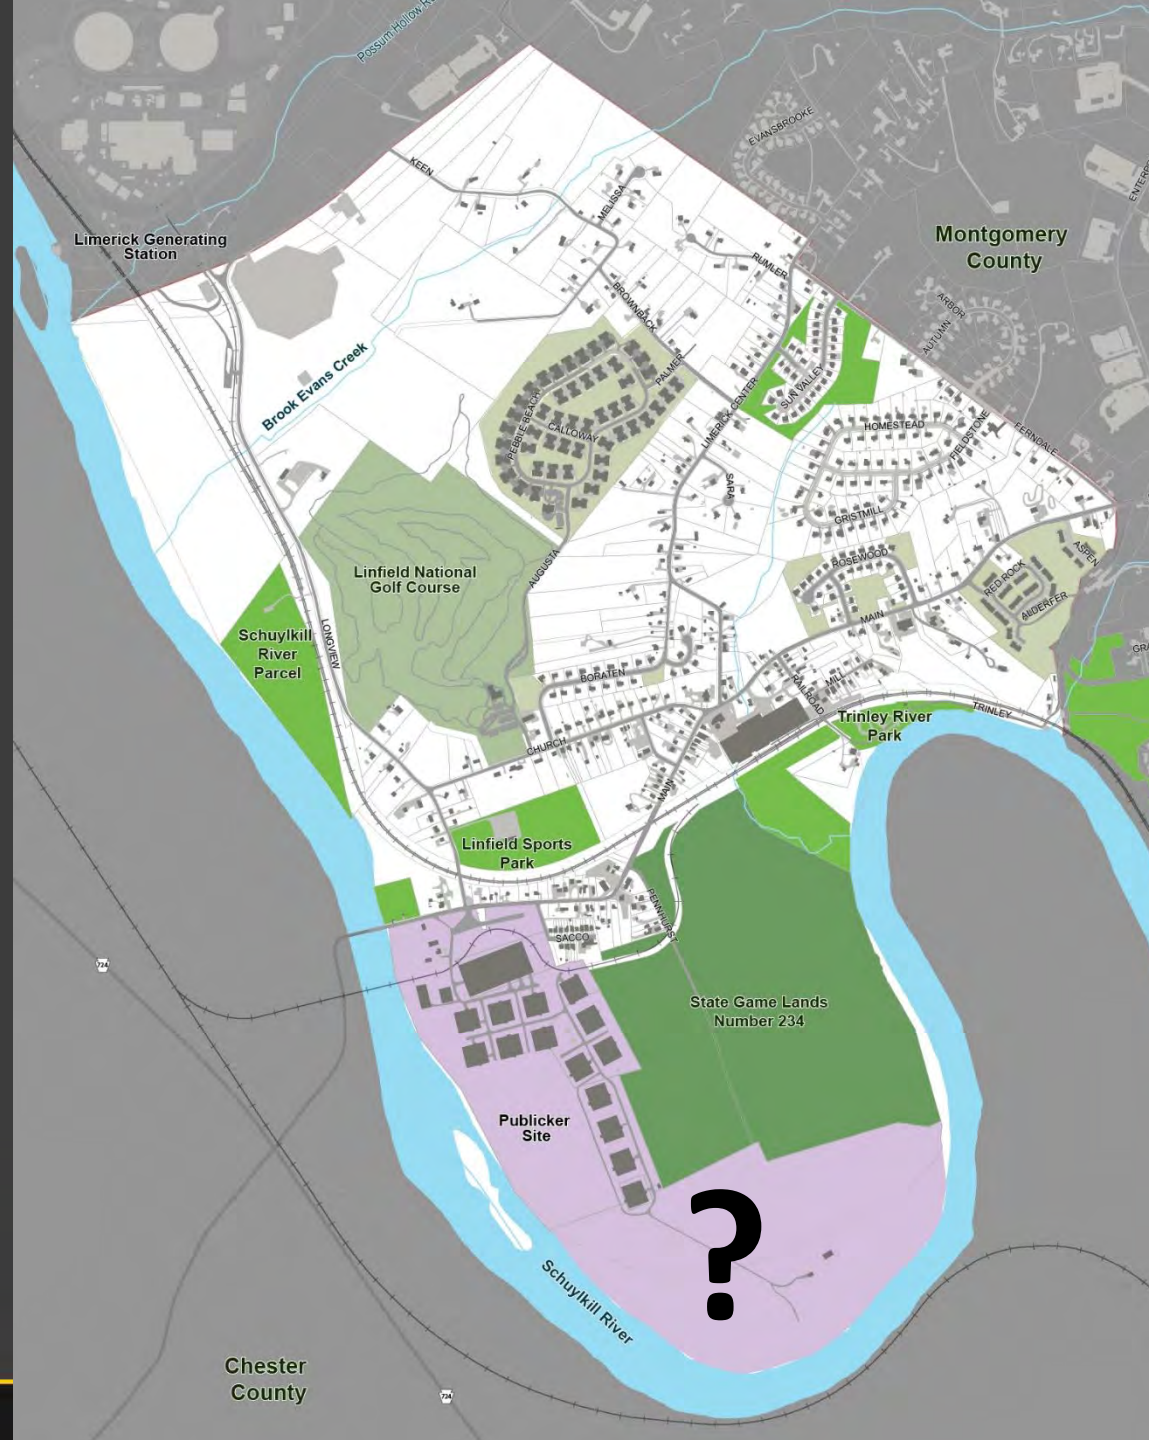 Possum Hollow
EVANSBROOKE
KEEN
MELISSA
Limerick Generating
Station
Montgomery
County
RUMLER
BROWNBACK
ARBOR
AUTUMN
Brook Evans Creek
PALMER
SUN VALLEY
LIMERICK CENTER
PEBBLE BEACH
CALLOWAY
HOMESTEAD
FIELDSTONE
FERNDALE
SARA
GRISTMILL
Linfield National
Golf Course
AUGUSTA
ROSEWOOD
ASPEN
RED ROCK
ALDERFER
MAIN
Schuylkill
River
Parcel
LONGVIEW
BORATEN
RAILROAD
MILL
TRINLEY
Trinley River
Park
CHURCH
MAIN
Linfield Sports
Park
PENNHURST
SACCO
724
State Game Lands
Number 234
Publicker
Site
?
Schuylkill River
Chester
County
724